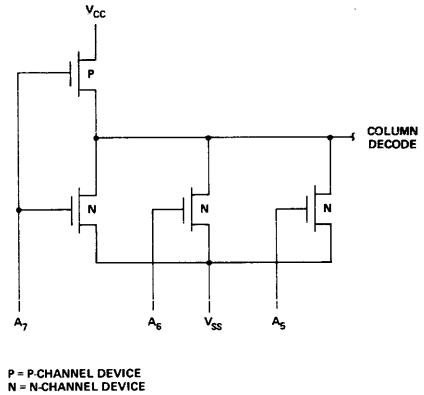 VCC
P
COLUMN
DECODE
N
N
N
A7
A6
VSS
A5
P = P-CHANNEL DEVICE
N = N-CHANNEL DEVICE